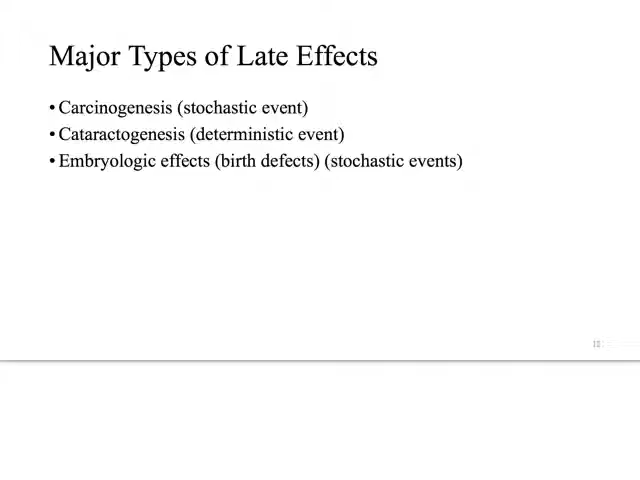 Major Types of Late Effects
• Carcinogenesis (stochastic event)
• Cataractogenesis (deterministic event)
• Embryologic effects (birth defects) (stochastic events)